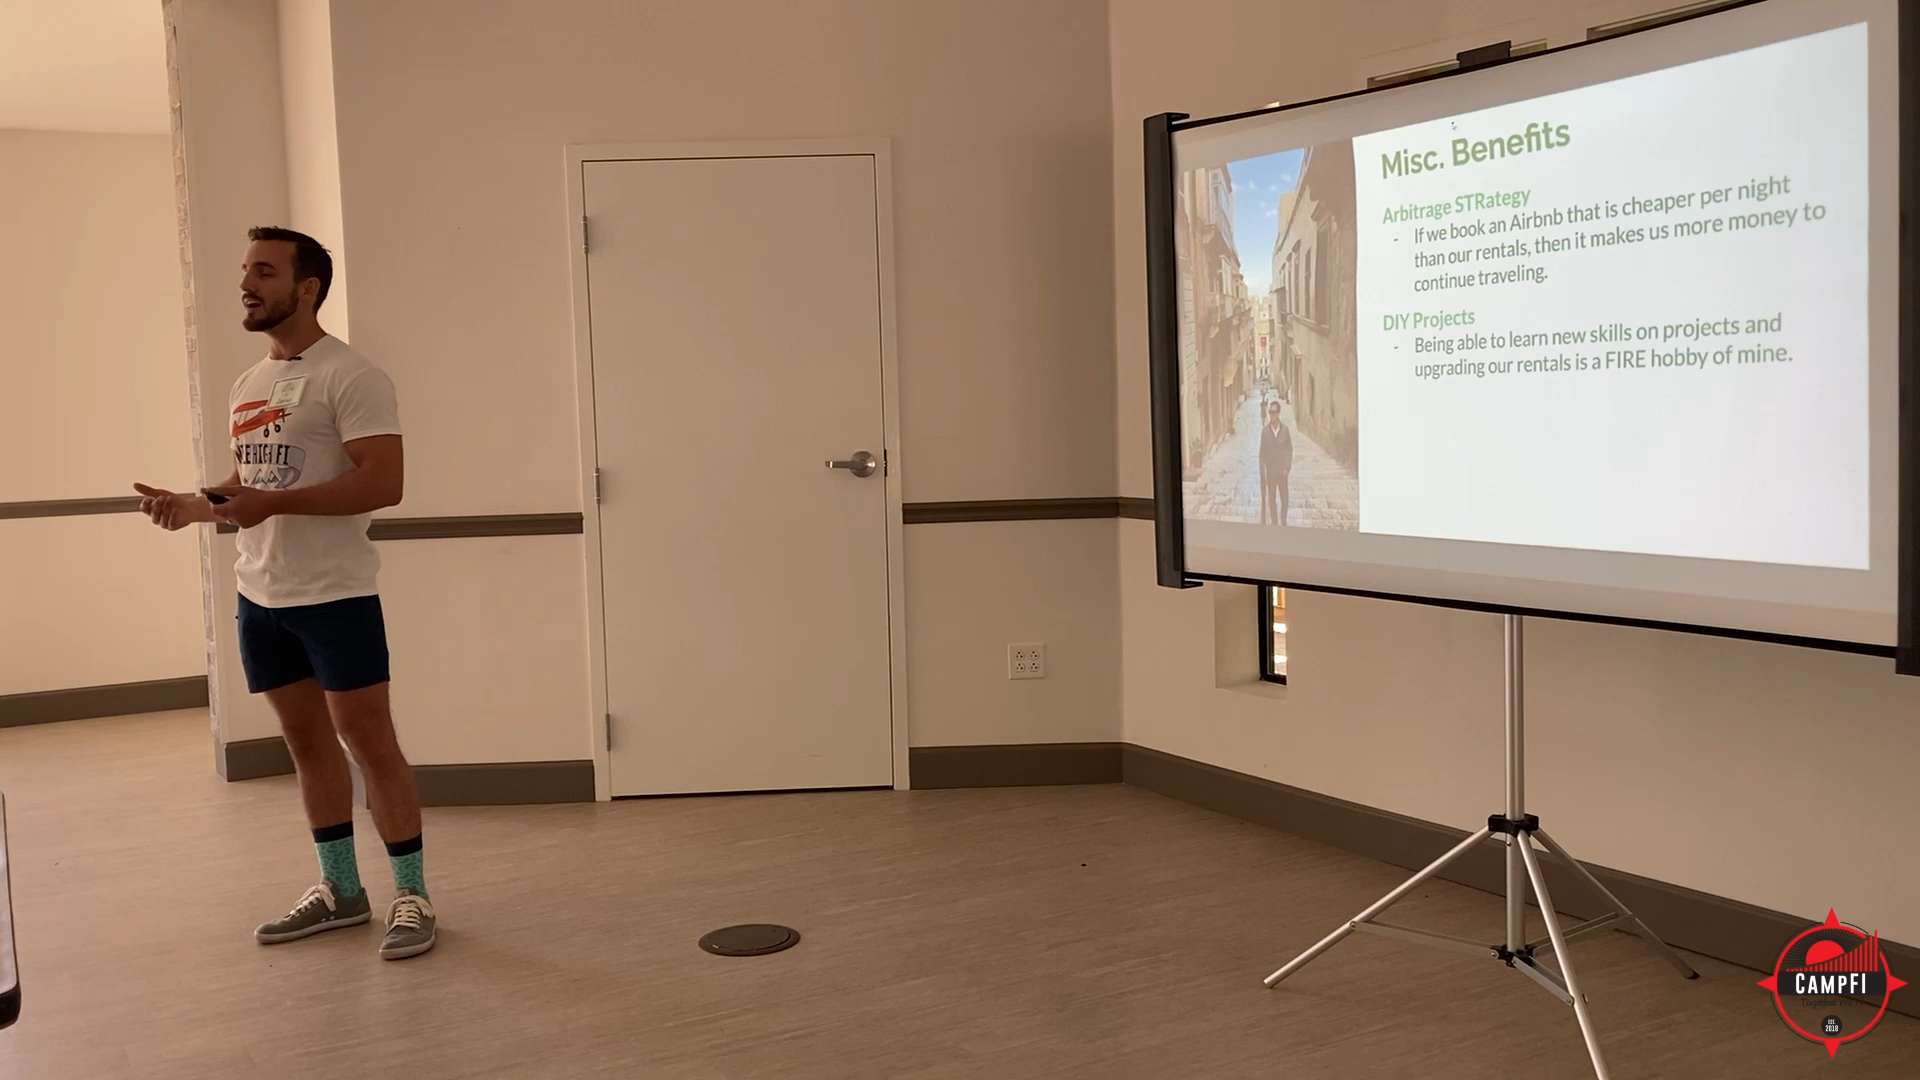 Misc. Benefits
Arbitrage STRategy
- If we book an Airbnb that is cheaper per night
than our rentals, then it makes us more money to
continue traveling.
DIY Projects
- Being able to learn new skills on projects and
upgrading our rentals is a FIRE hobby of mine.
CAMPFI
EST.
2018